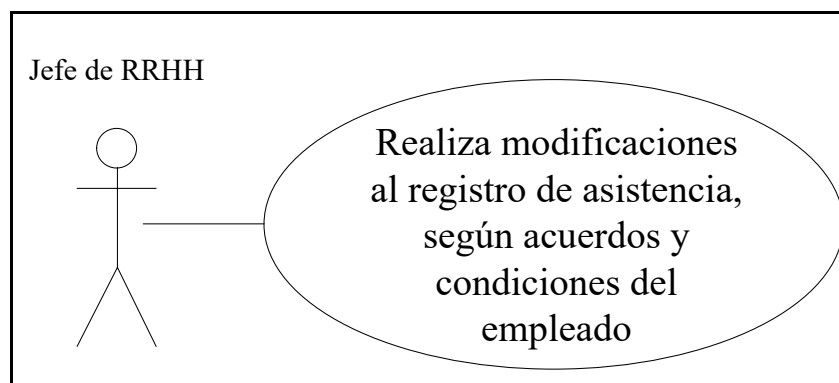 Jefe de RRHH
Realiza modificaciones
al registro de asistencia,
según acuerdos y
condiciones del
empleado